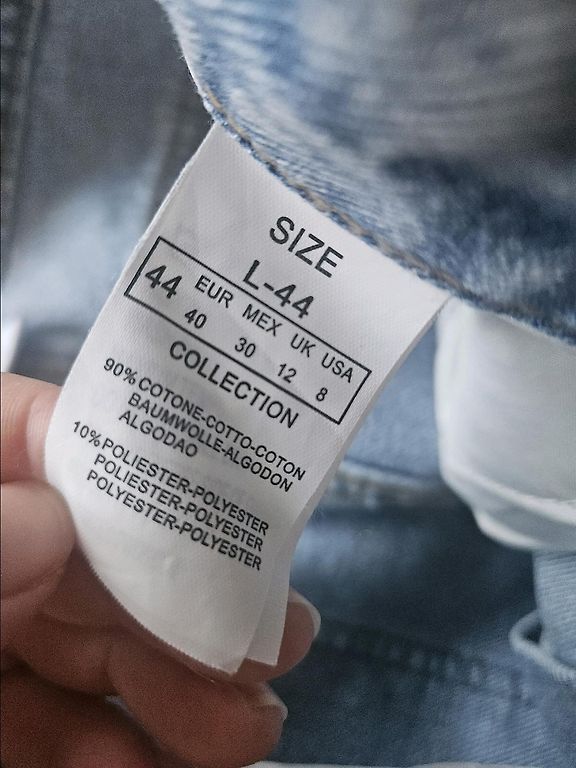 SIZE
L-44
44 EUR MEX UK USA
40 30 12 8
COLLECTION
90% COTONE-COTTO-COTON
BAUMWOLLE-ALGODON
ALGODAO
10% POLIESTER-POLYESTER
POLIESTER-POLYESTER
POLYESTER-POLYESTER